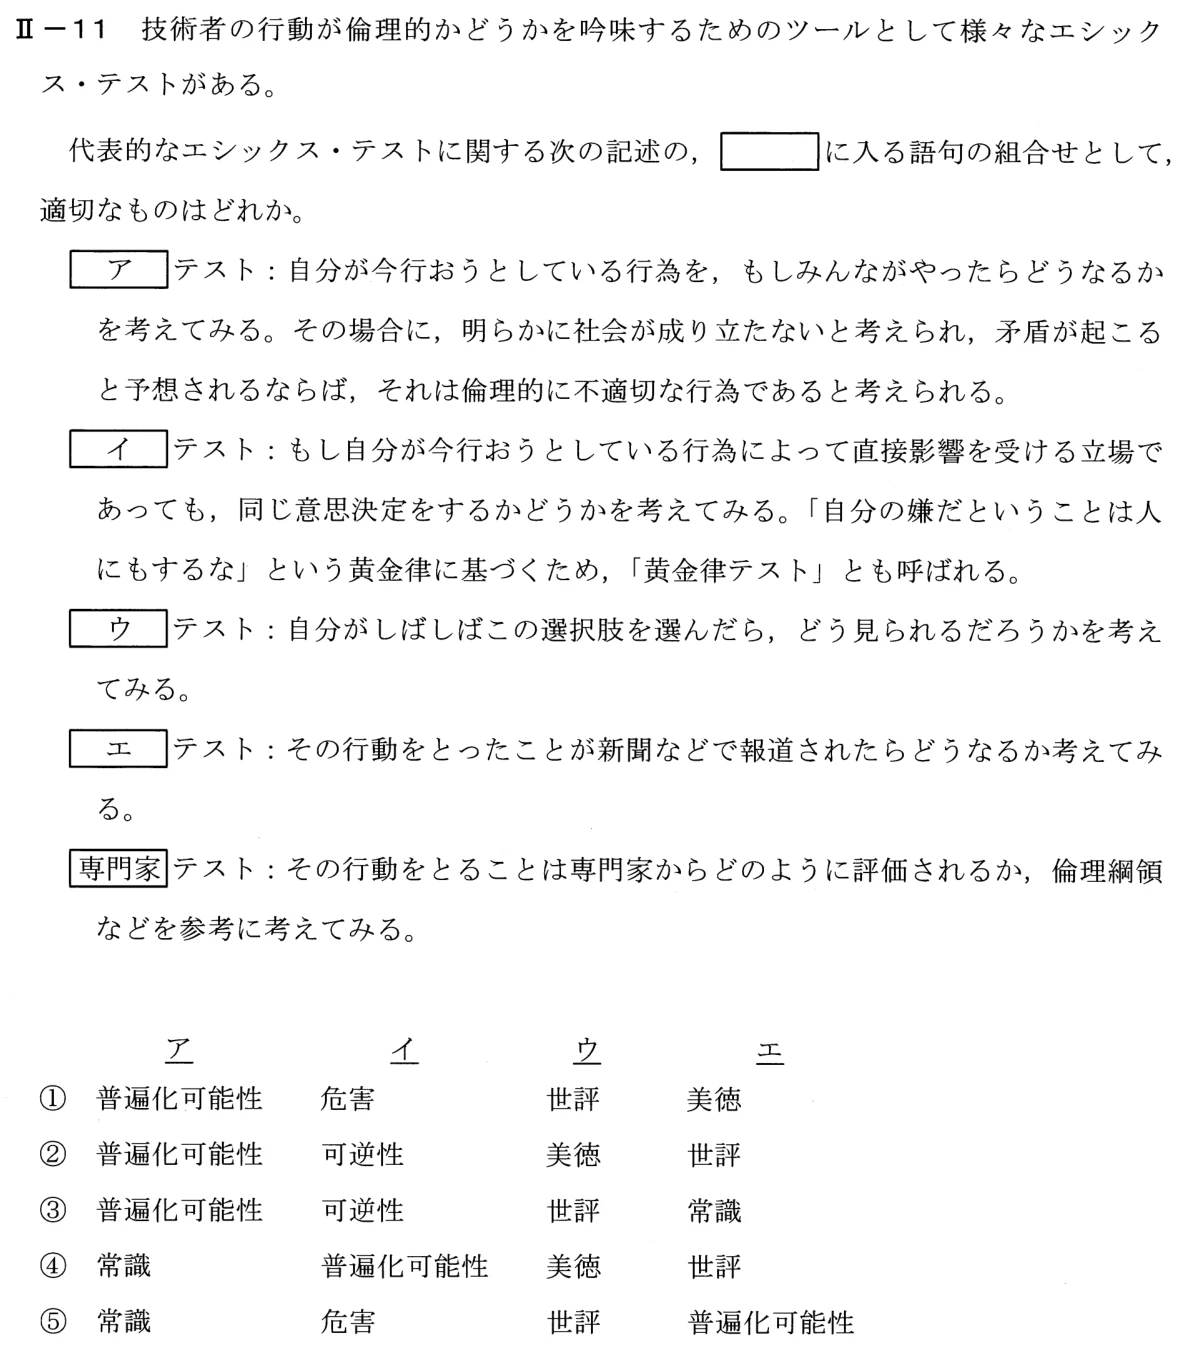 Ⅱ－11　技術者の行動が倫理的かどうかを吟味するためのツールとして様々なエシック
ス・テストがある。
代表的なエシックス・テストに関する次の記述の，　　　に入る語句の組合せとして，
適切なものはどれか。
ア テスト：自分が今行おうとしている行為を，もしみんながやったらどうなるか
を考えてみる。その場合に，明らかに社会が成り立たないと考えられ，矛盾が起こる
と予想されるならば，それは倫理的に不適切な行為であると考えられる。
イ テスト：もし自分が今行おうとしている行為によって直接影響を受ける立場で
あっても，同じ意思決定をするかどうかを考えてみる。「自分の嫌だということは人
にもするな」という黄金律に基づくため，「黄金律テスト」とも呼ばれる。
ウ テスト：自分がしばしばこの選択肢を選んだら，どう見られるだろうかを考え
てみる。
エ テスト：その行動をとったことが新聞などで報道されたらどうなるか考えてみ
る。
専門家 テスト：その行動をとることは専門家からどのように評価されるか，倫理綱領
などを参考に考えてみる。
ア　イ　ウ　エ
① 普遍化可能性　危害　世評　美徳
② 普遍化可能性　可逆性　美徳　世評
③ 普遍化可能性　可逆性　世評　常識
④ 常識　普遍化可能性　美徳　世評
⑤ 常識　危害　世評　普遍化可能性